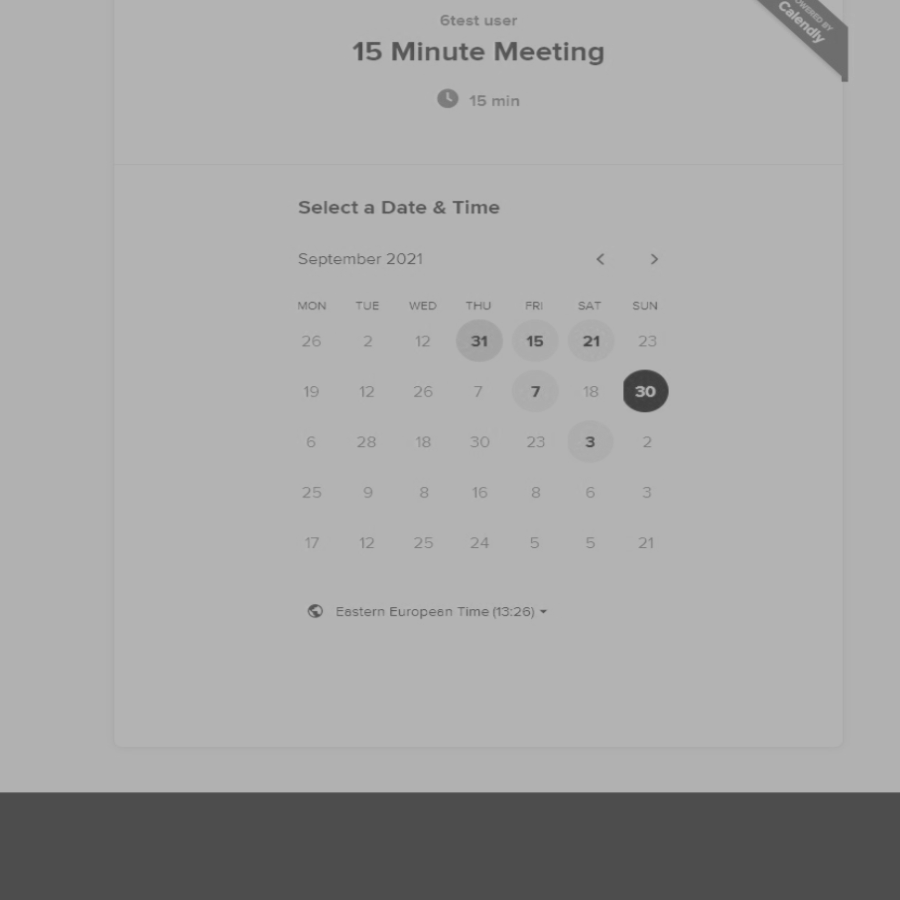 6test user
15 Minute Meeting
POWERED BY
Calendly
15 min
Select a Date & Time
September 2021
MON TUE WED THU FRI SAT SUN
26 2 12 31 15 21 23
19 12 26 7 7 18 30
6 28 18 30 23 3 2
25 9 8 16 8 6 3
17 12 25 24 5 5 21
Eastern European Time (13:26)